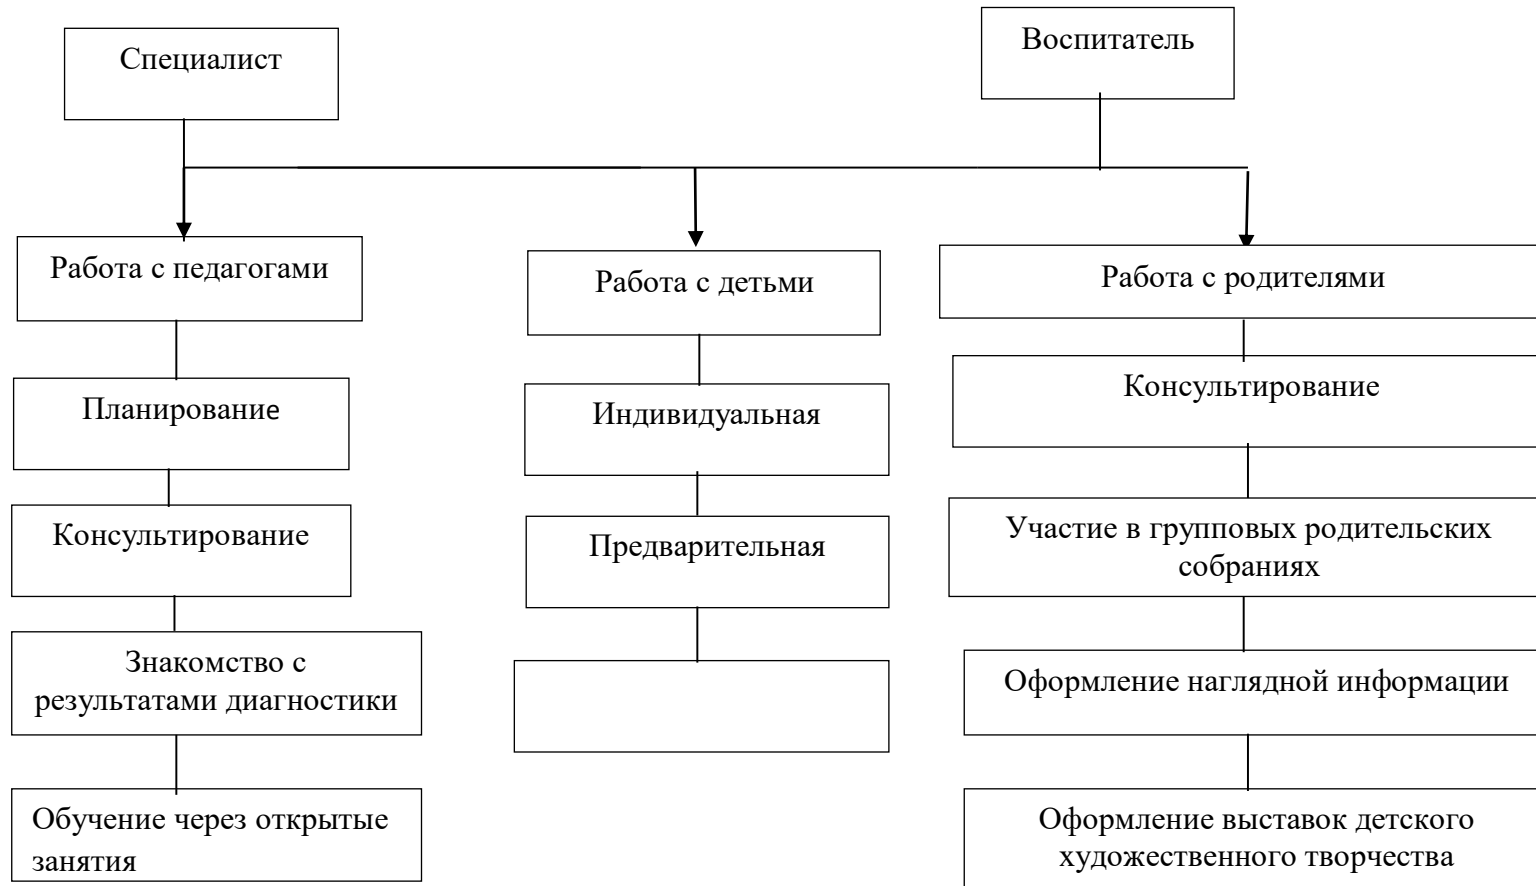 Специалист
Воспитатель
Работа с педагогами
Работа с детьми
Работа с родителями
Планирование
Индивидуальная
Консультирование
Консультирование
Предварительная
Участие в групповых родительских
собраниях
Знакомство с
результатами диагностики
Оформление наглядной информации
Обучение через открытые
занятия
Оформление выставок детского
художественного творчества